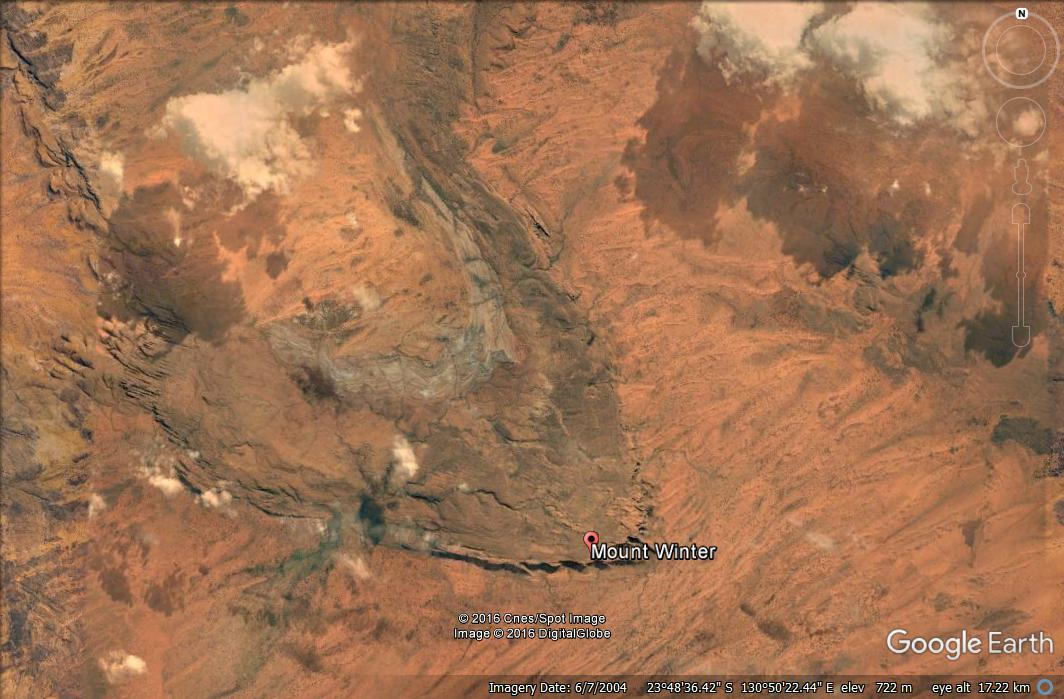 N
Mount Winter
© 2016 Cnes/Spot Image
Image © 2016 DigitalGlobe
Google Earth
Imagery Date: 6/7/2004 23°48'36.42" S 130°50'22.44" E elev 722 m eye alt 17.22 km